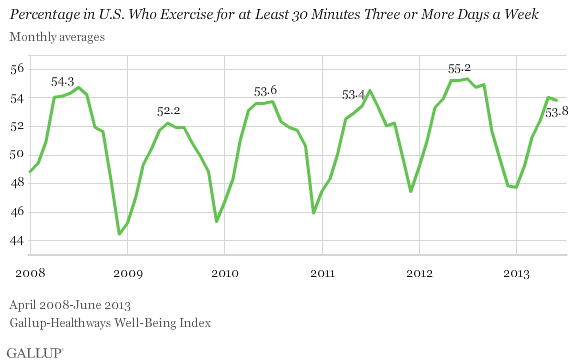 Percentage in U.S. Who Exercise for at Least 30 Minutes Three or More Days a Week
Monthly averages
56
54
52
50
48
46
44
54.3
52.2
53.6
53.4
55.2
53.8
2008 2009 2010 2011 2012 2013
April 2008-June 2013
Gallup-Healthways Well-Being Index
GALLUP®